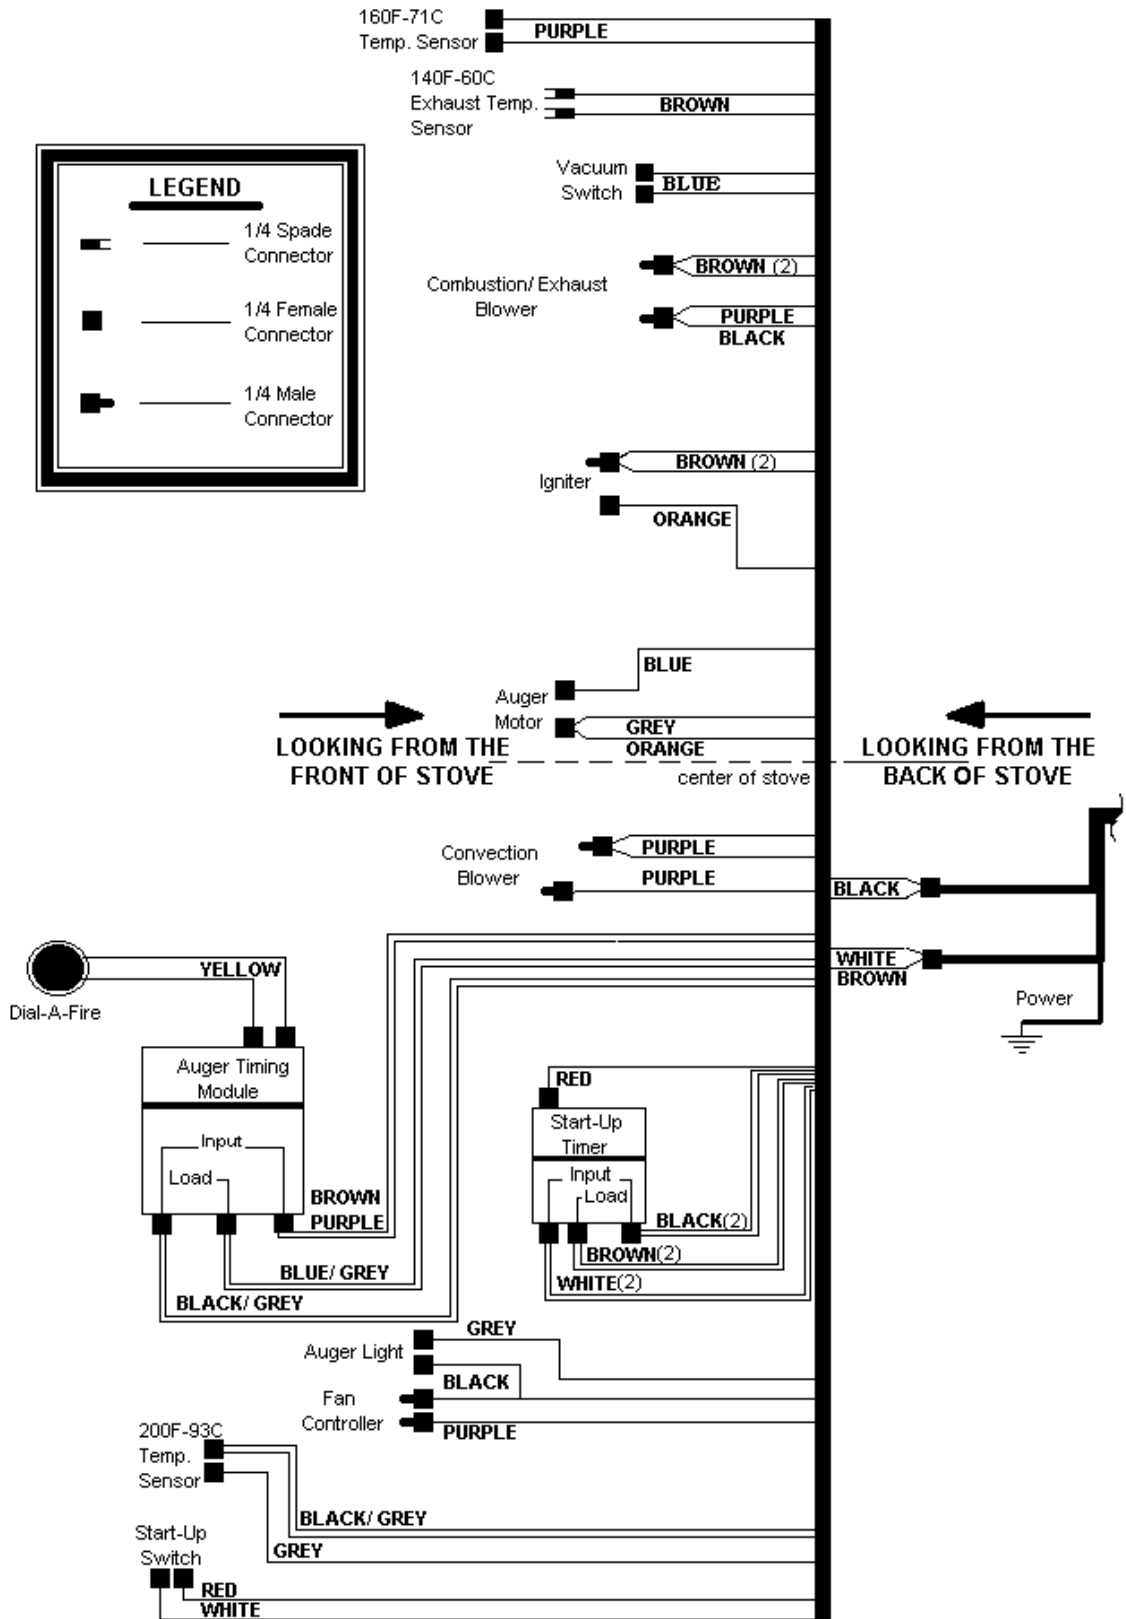 160F-71C
Temp. Sensor
PURPLE
140F-60C
Exhaust Temp.
Sensor
BROWN
Vacuum
Switch
BLUE
LEGEND
1/4 Spade
Connector
1/4 Female
Connector
1/4 Male
Connector
Combustion/ Exhaust
Blower
BROWN (2)
PURPLE
BLACK
Igniter
BROWN (2)
ORANGE
Auger
Motor
BLUE
GREY
ORANGE
LOOKING FROM THE
FRONT OF STOVE
center of stove
LOOKING FROM THE
BACK OF STOVE
Convection
Blower
PURPLE
PURPLE
BLACK
WHITE
BROWN
Power
YELLOW
Dial-A-Fire
Auger Timing
Module
Input
Load
BROWN
PURPLE
BLUE/ GREY
BLACK/ GREY
RED
Start-Up
Timer
Input
Load
BLACK(2)
BROWN(2)
WHITE(2)
Auger Light
GREY
BLACK
Fan
Controller
PURPLE
200F-93C
Temp.
Sensor
BLACK/ GREY
GREY
Start-Up
Switch
RED
WHITE